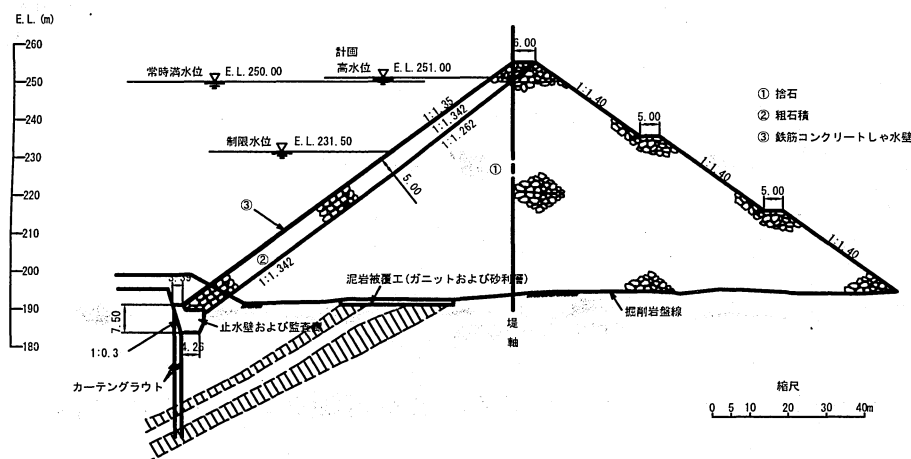 E.L.(m)
260
250
240
230
220
210
200
190
180
常時満水位 E.L.250.00
計画
高水位 E.L.251.00
制限水位 E.L.231.50
6.00
1:1.35
1:1.342
1:1.262
5.00
1:1.40
5.00
1:1.40
5.00
1:1.40
① 捨石
② 粗石積
③ 鉄筋コンクリートしゃ水壁
①
③
②
1:1.342
泥岩被覆工(ガニットおよび砂利層)
止水壁および監査廊
7.50
4.26
1:0.3
カーテングラウト
掘削岩盤線
堤
軸
縮尺
0 5 10 20 30 40m